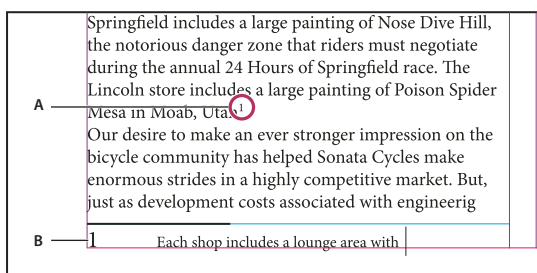 Springfield includes a large painting of Nose Dive Hill,
the notorious danger zone that riders must negotiate
during the annual 24 Hours of Springfield race. The
Lincoln store includes a large painting of Poison Spider
A
Mesa in Moab, Utah1
Our desire to make an ever stronger impression on the
bicycle community has helped Sonata Cycles make
enormous strides in a highly competitive market. But,
just as development costs associated with engineerig
B
1 Each shop includes a lounge area with